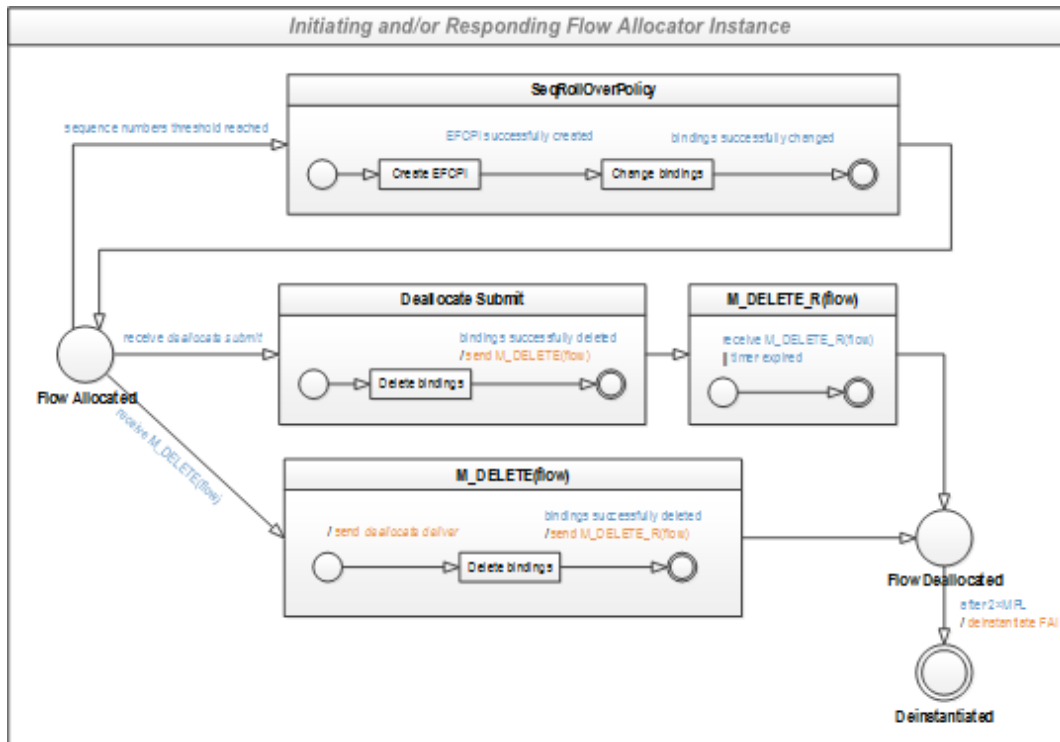 Initiating and/or Responding Flow Allocator Instance
SeqRollOverPolicy
sequence numbers threshold reached
EFCPI successfully created
bindings successfully changed
Create EFCPI
Change bindings
Deallocate Submit
M_DELETE_R(flow)
receive deallocate submit
bindings successfully deleted
/send M_DELETE(flow)
receive M_DELETE_R(flow)
|| timer expired
Delete bindings
Flow Allocated
receive M_DELETE(flow)
M_DELETE(flow)
/ send deallocate deliver
bindings successfully deleted
/send M_DELETE_R(flow)
Delete bindings
Flow Deallocated
after 2×MPL
/ deinstantiate FAI
Deinstantiated